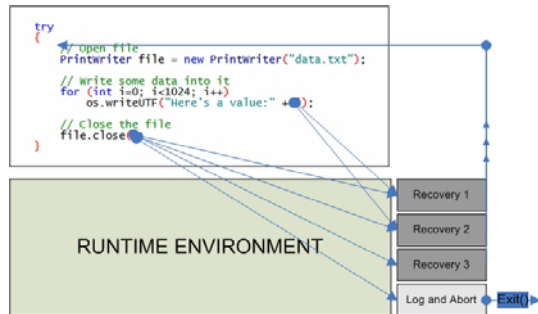 try
{
// Open file
PrintWriter file = new PrintWriter("data.txt");
// Write some data into it
for (int i=0; i<1024; i++)
os.writeUTF("Here's a value:" + );
// Close the file
file.close(
}
RUNTIME ENVIRONMENT
Recovery 1
Recovery 2
Recovery 3
Log and Abort
Exit()